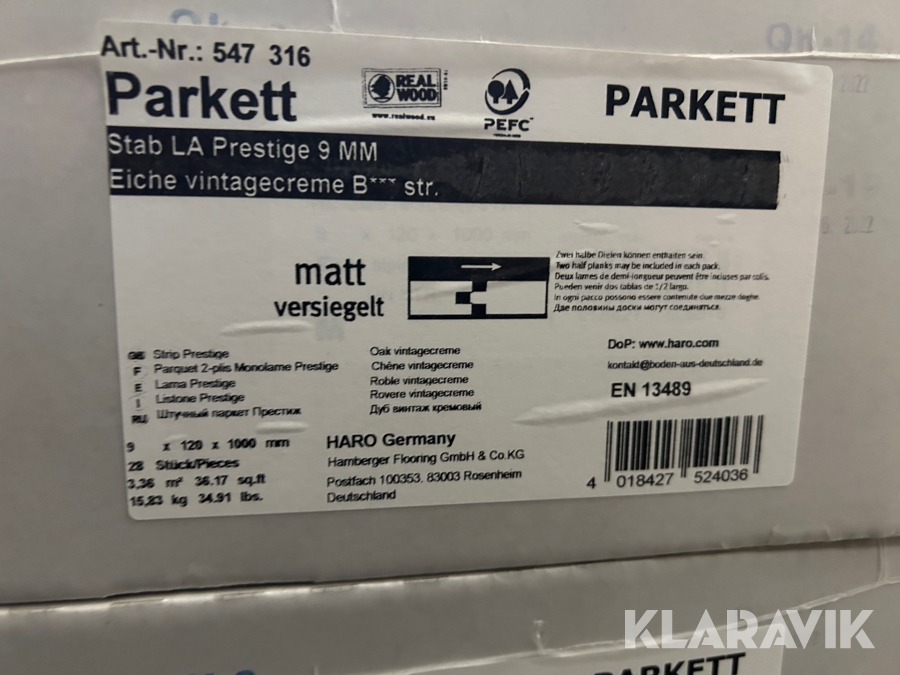 Art.-Nr.: 547 316
Parkett
REAL WOOD
www.realwood.eu
PEFC
PARKETT
Stab LA Prestige 9 MM
Eiche vintagecreme B*** str.
matt
versiegelt
Zwei halbe Dielen können enthalten sein.
Two half planks may be included in each pack.
Deux lames de demi-longueur peuvent être incluses par colis.
Pueden venir dos tablas de 1/2 largo.
In ogni pacco possono essere contenute due mezze doghe.
Две половины доски могут соединяться.
GB Strip Prestige
F Parquet 2-plis Monolame Prestige
E Lama Prestige
I Listone Prestige
RU Штучный паркет Престиж
Oak vintagecreme
Chêne vintagecreme
Roble vintagecreme
Rovere vintagecreme
Дуб винтаж кремовый
DoP: www.haro.com
kontakt@boden-aus-deutschland.de
EN 13489
9 x 120 x 1000 mm
28 Stück/Pieces
3,36 m² 36.17 sq.ft
15,83 kg 34.91 lbs.
HARO Germany
Hamberger Flooring GmbH & Co.KG
Postfach 100353, 83003 Rosenheim
Deutschland
4 018427 524036
KLARAVIK
PARKETT